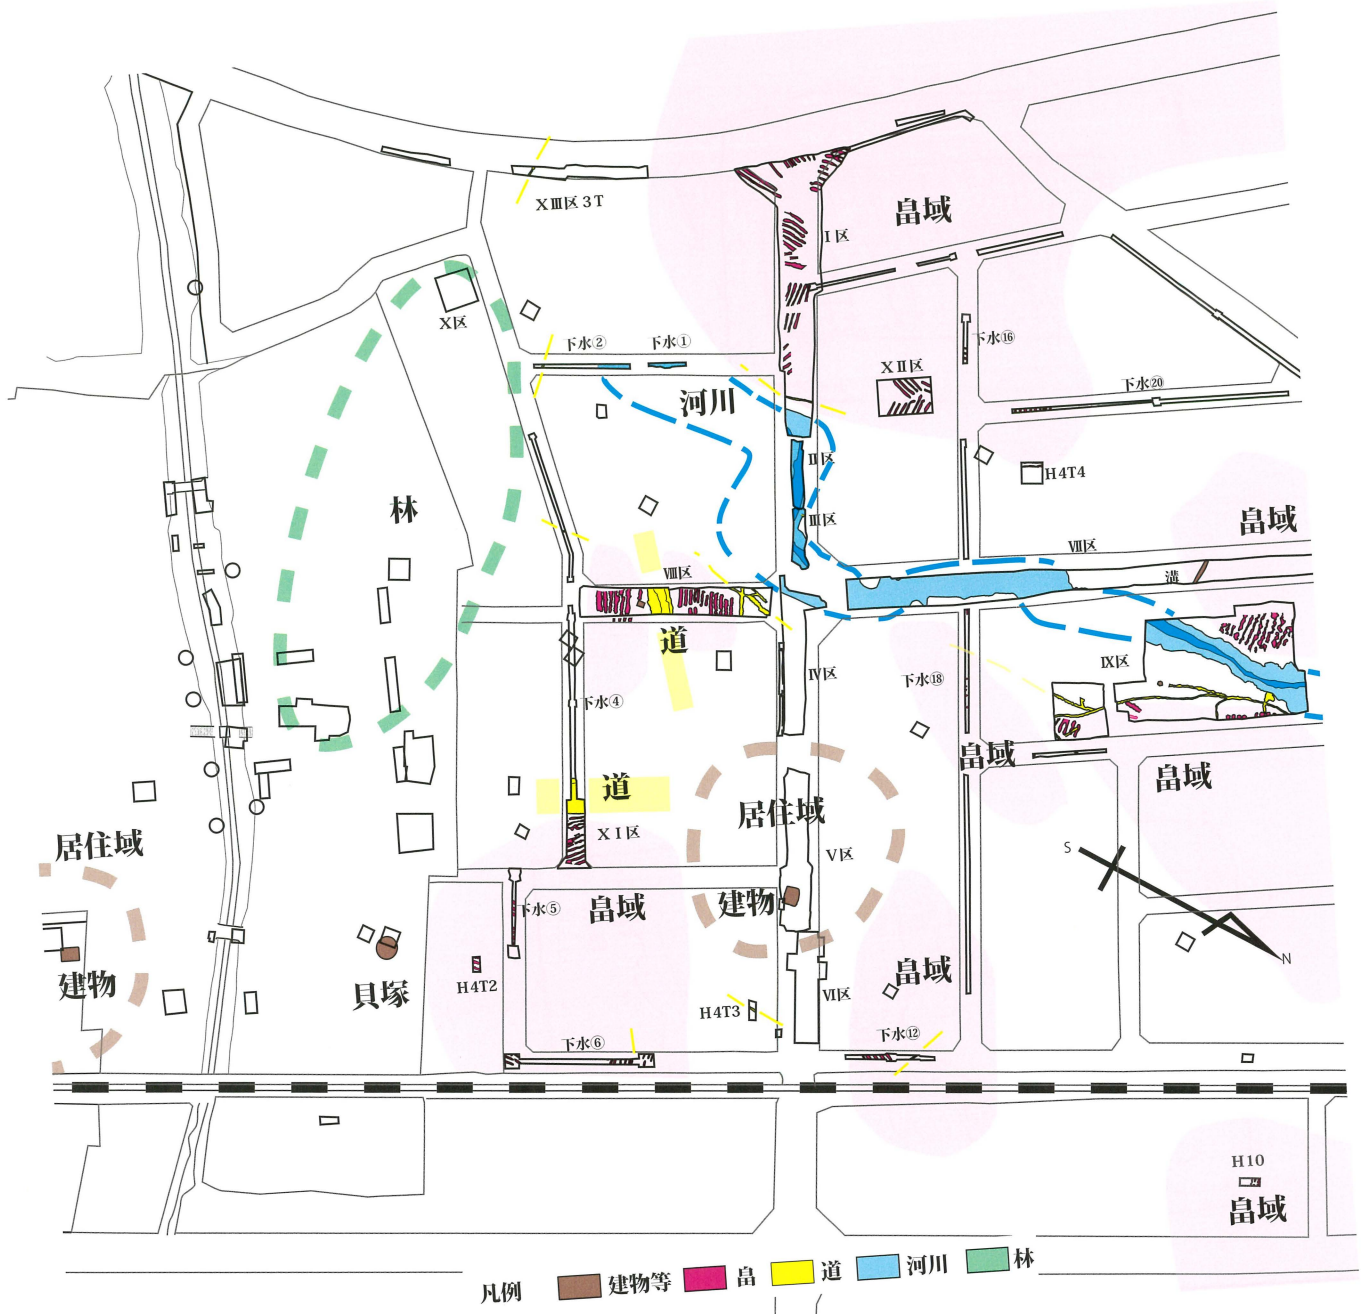 XIII区3T
畠域
I区
X区
下水②
下水①
下水⑯
XII区
下水⑳
河川
II区
H4T4
林
III区
畠域
VII区
VIII区
溝
道
IX区
IV区
下水⑱
下水④
畠域
畠域
道
居住域
XI区
居住域
V区
S
下水⑤
畠域
建物
N
建物
貝塚
H4T2
畠域
VI区
H4T3
下水⑥
下水⑫
H10
畠域
凡例 建物等 畠 道 河川 林